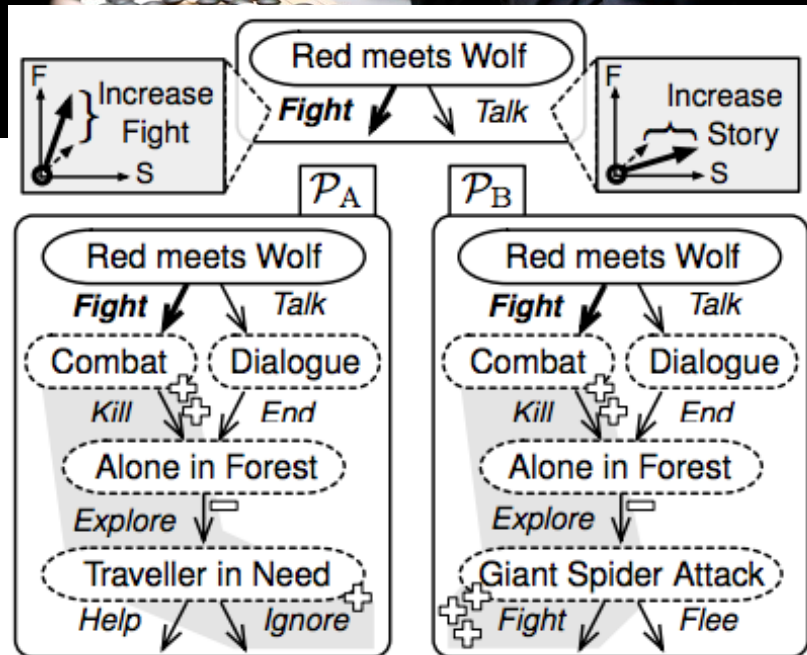 Red meets Wolf
Fight
Talk
F
Increase
Fight
S
F
Increase
Story
S
𝒫A
𝒫B
Red meets Wolf
Fight
Talk
Combat
Dialogue
Kill
End
Alone in Forest
Explore
Traveller in Need
Help
Ignore
Red meets Wolf
Fight
Talk
Combat
Dialogue
Kill
End
Alone in Forest
Explore
Giant Spider Attack
Fight
Flee